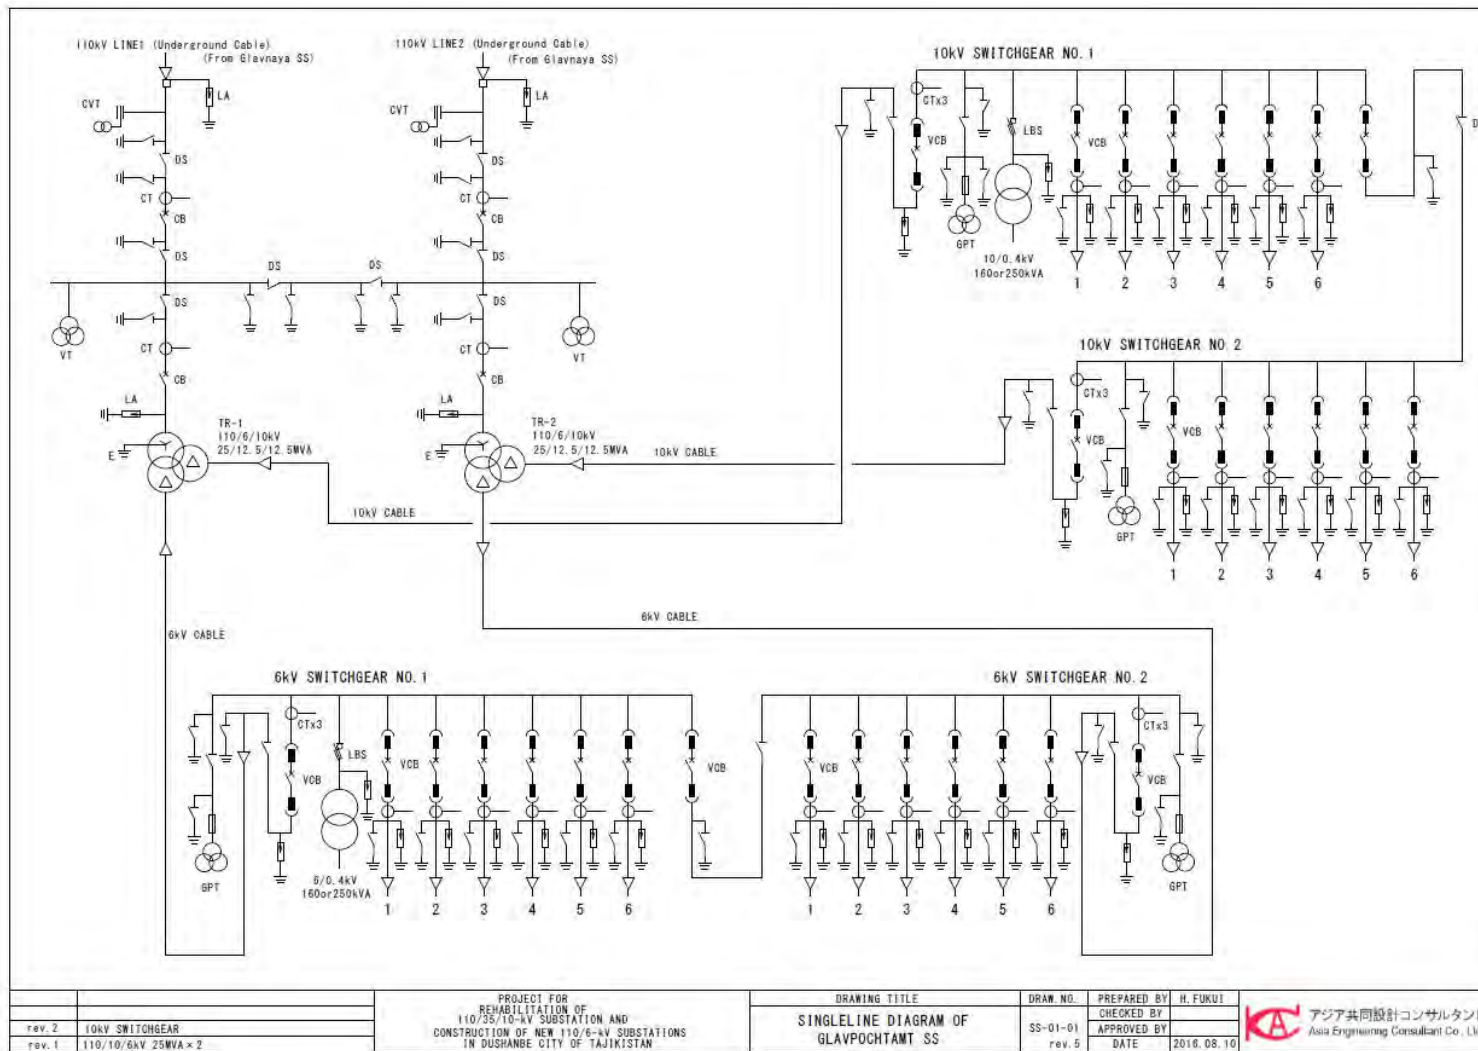 110kV LINE1 (Underground Cable)
(From Glavnaya SS)
110kV LINE2 (Underground Cable)
(From Glavnaya SS)
10kV SWITCHGEAR NO.1
LA
LA
CVT
CVT
CTx3
VCB
LBS
VCB
D
DS
DS
CT
CT
CB
CB
DS
DS
GPT
10/0.4kV
160or250kVA
1 2 3 4 5 6
DS
DS
DS
DS
VT
VT
CT
CT
CB
CB
10kV SWITCHGEAR NO.2
CTx3
VCB
VCB
GPT
1 2 3 4 5 6
LA
LA
TR-1
110/6/10kV
25/12.5/12.5MVA
TR-2
110/6/10kV
25/12.5/12.5MVA
E
E
10kV CABLE
10kV CABLE
6kV CABLE
6kV CABLE
6kV SWITCHGEAR NO.1
6kV SWITCHGEAR NO.2
CTx3
CTx3
LBS
VCB
VCB
VCB
VCB
VCB
GPT
GPT
6/0.4kV
160or250kVA
1 2 3 4 5 6
1 2 3 4 5 6
PROJECT FOR
REHABILITATION OF
110/35/10-kV SUBSTATION AND
CONSTRUCTION OF NEW 110/6-kV SUBSTATIONS
IN DUSHANBE CITY OF TAJIKISTAN
rev.2 10kV SWITCHGEAR
rev.1 110/10/6kV 25MVA×2
DRAWING TITLE
SINGLELINE DIAGRAM OF
GLAVPOCHTAMT SS
DRAW.NO.
SS-01-01
rev.5
PREPARED BY H.FUKUI
CHECKED BY
APPROVED BY
DATE 2016.08.10
アジア共同設計コンサルタント
Asia Engineering Consultant Co.,